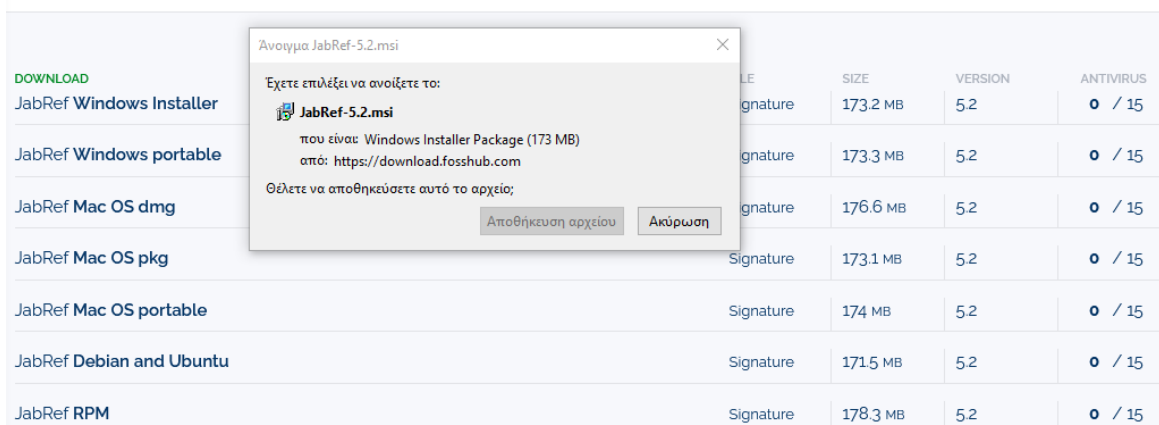 Άνοιγμα JabRef-5.2.msi
Έχετε επιλέξει να ανοίξετε το:
JabRef-5.2.msi
που είναι: Windows Installer Package (173 MB)
από: https://download.fosshub.com
Θέλετε να αποθηκεύσετε αυτό το αρχείο;
Αποθήκευση αρχείου Ακύρωση
DOWNLOAD SIZE VERSION ANTIVIRUS
JabRef Windows Installer 173.2 MB 5.2 0 / 15
JabRef Windows portable 173.3 MB 5.2 0 / 15
JabRef Mac OS dmg 176.6 MB 5.2 0 / 15
JabRef Mac OS pkg Signature 173.1 MB 5.2 0 / 15
JabRef Mac OS portable Signature 174 MB 5.2 0 / 15
JabRef Debian and Ubuntu Signature 171.5 MB 5.2 0 / 15
JabRef RPM Signature 178.3 MB 5.2 0 / 15